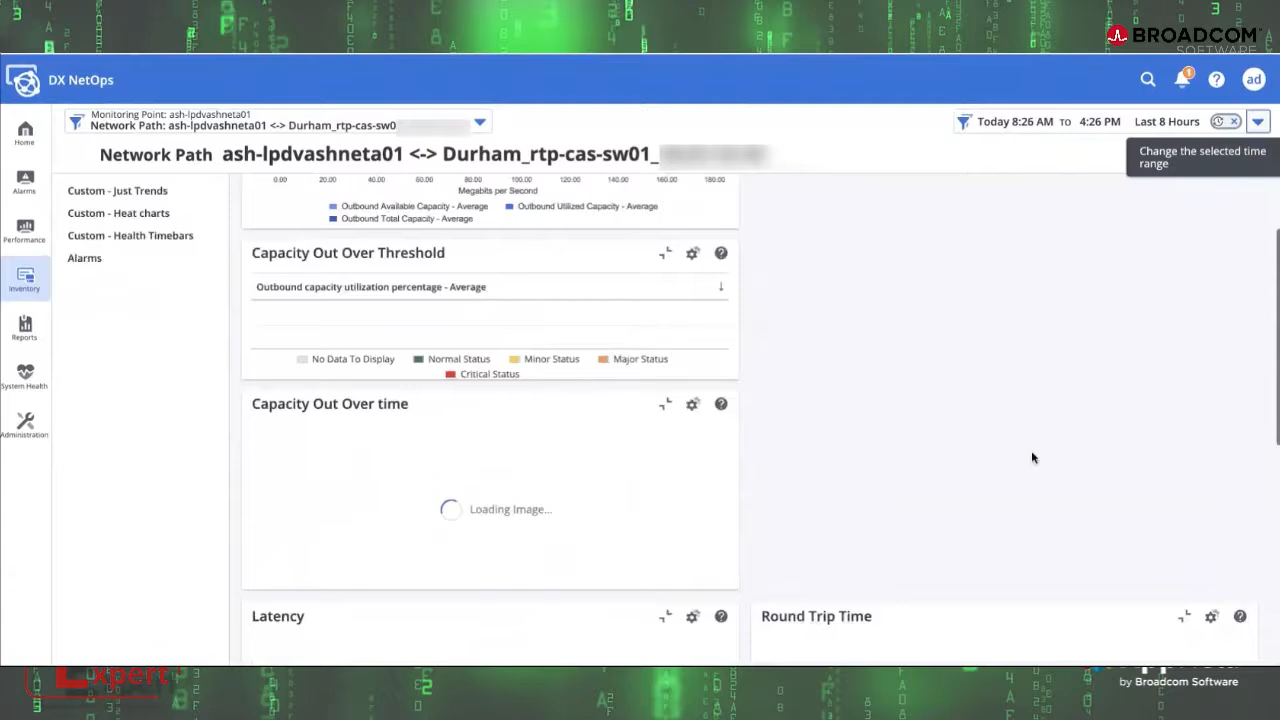 BROADCOM
SOFTWARE
DX NetOps
1
ad
Monitoring Point: ash-lpdvashneta01
Network Path: ash-lpdvashneta01 <-> Durham_rtp-cas-sw0
Today 8:26 AM TO 4:26 PM Last 8 Hours
Network Path ash-lpdvashneta01 <-> Durham_rtp-cas-sw01_
Change the selected time
range
Home
Alarms
Performance
Inventory
Reports
System Health
Administration
Custom - Just Trends
Custom - Heat charts
Custom - Health Timebars
Alarms
0.00 20.00 40.00 60.00 80.00 100.00 120.00 140.00 160.00 180.00
Megabits per Second
Outbound Available Capacity - Average Outbound Utilized Capacity - Average
Outbound Total Capacity - Average
Capacity Out Over Threshold
Outbound capacity utilization percentage - Average
No Data To Display Normal Status Minor Status Major Status
Critical Status
Capacity Out Over time
Loading Image...
Latency
Round Trip Time
Expert
by Broadcom Software